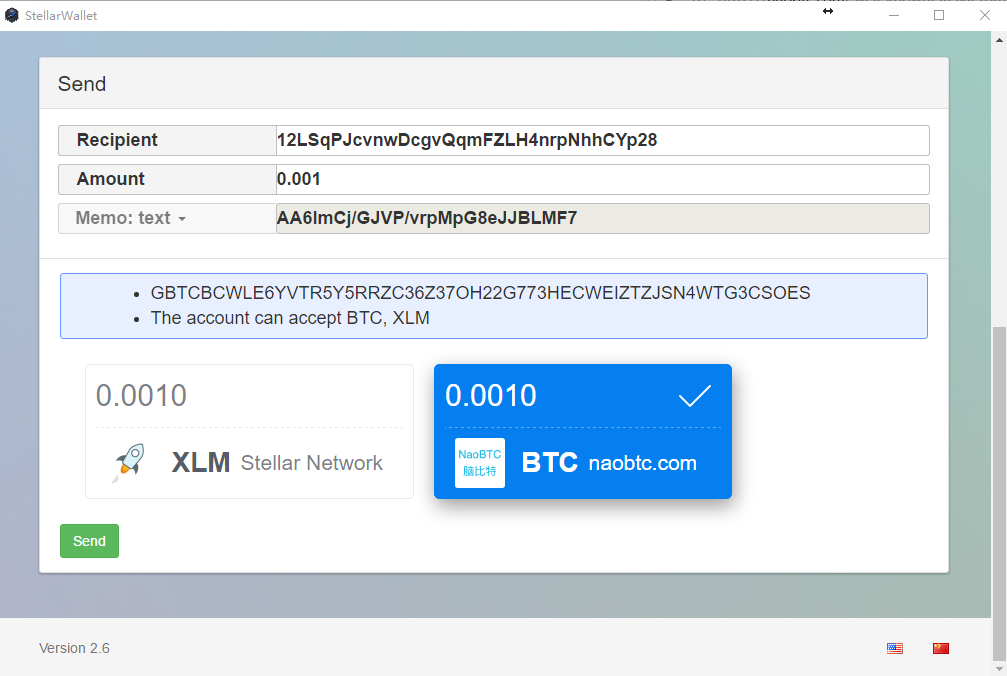 StellarWallet
Send
Recipient 12LSqPJcvnwDcgvQqmFZLH4nrpNhhCYp28
Amount 0.001
Memo: text AA6lmCj/GJVP/vrpMpG8eJJBLMF7
GBTCBCWLE6YVTR5Y5RRZC36Z37OH22G773HECWEIZTZJSN4WTG3CSOES
The account can accept BTC, XLM
0.0010
XLM Stellar Network
0.0010
NaoBTC
脑比特
BTC naobtc.com
Send
Version 2.6